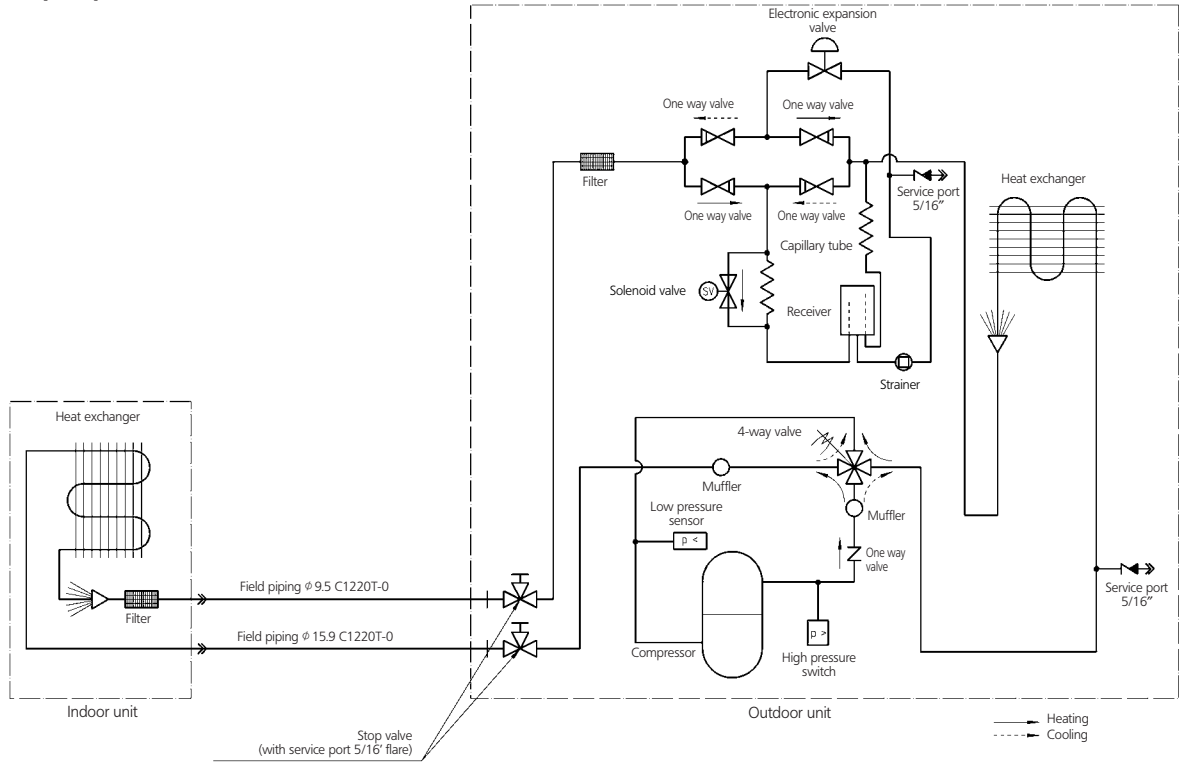 Electronic expansion
valve
One way valve
One way valve
Filter
One way valve
One way valve
Service port
5/16"
Heat exchanger
Capillary tube
Solenoid valve
SV
Receiver
Strainer
Heat exchanger
4-way valve
Muffler
Low pressure
sensor
p <
Muffler
One way
valve
Field piping ϕ9.5 C1220T-0
Filter
Service port
5/16"
Field piping ϕ15.9 C1220T-0
Compressor
p >
High pressure
switch
Indoor unit
Outdoor unit
Heating
Cooling
Stop valve
(with service port 5/16' flare)